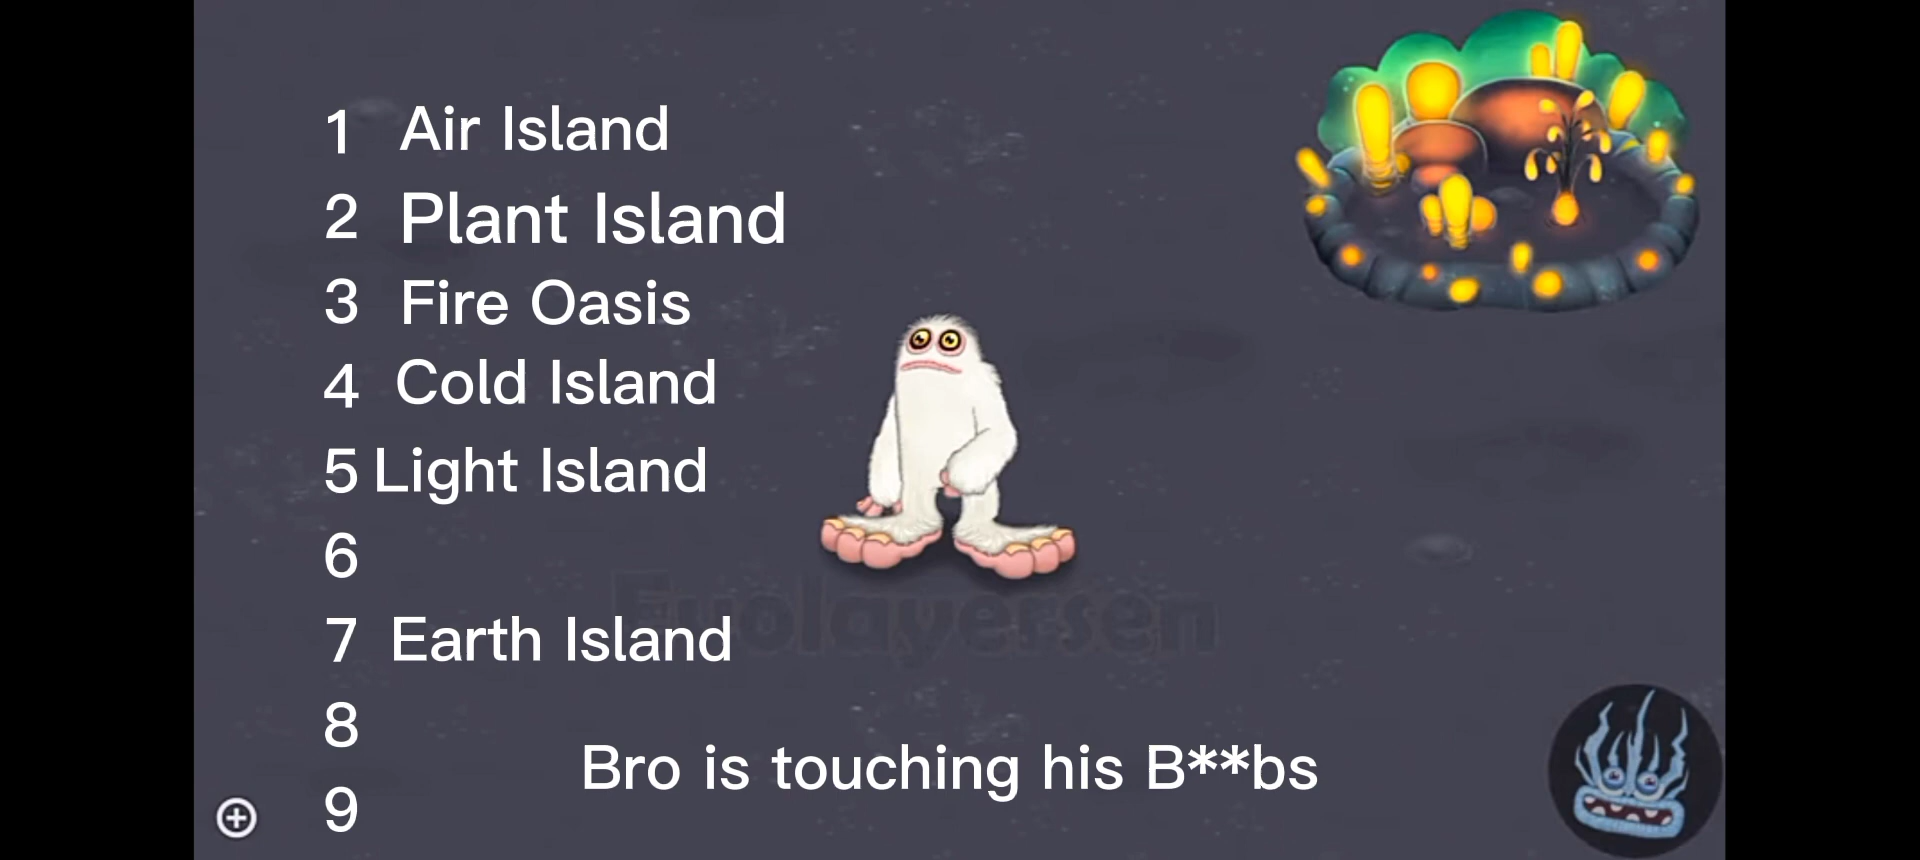 1 Air Island
2 Plant Island
3 Fire Oasis
4 Cold Island
5 Light Island
6
7 Earth Island
8
9
Bro is touching his B**bs